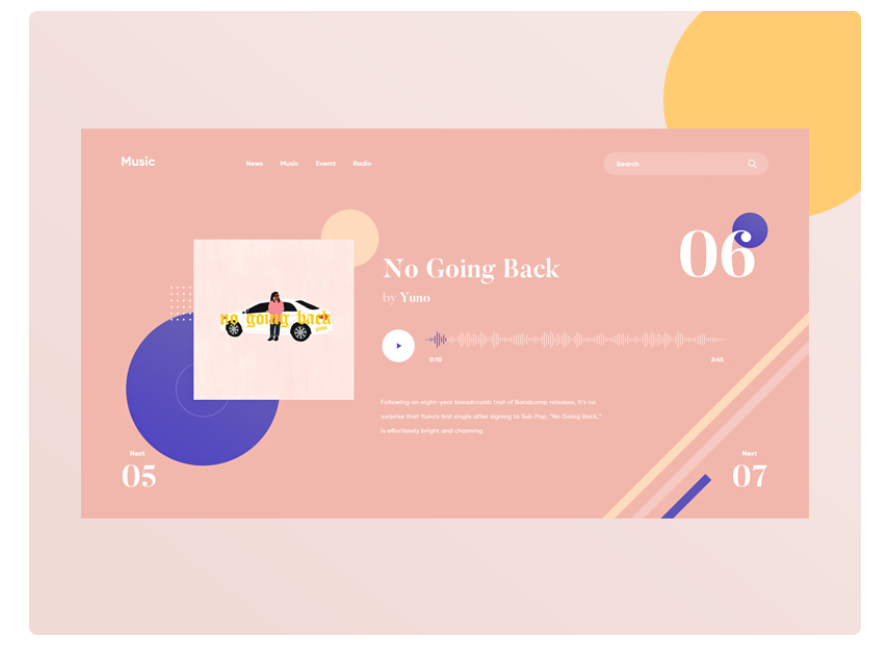 Music
News Music Event Radio
Search
06
No Going Back
by Yuno
no going back
0:10
3:45
Following an eight-year breadcrumb trail of Bandcamp releases, it's no
surprise that Yuno's first single after signing to Sub Pop, "No Going Back,"
is effortlessly bright and charming
Next
05
Next
07